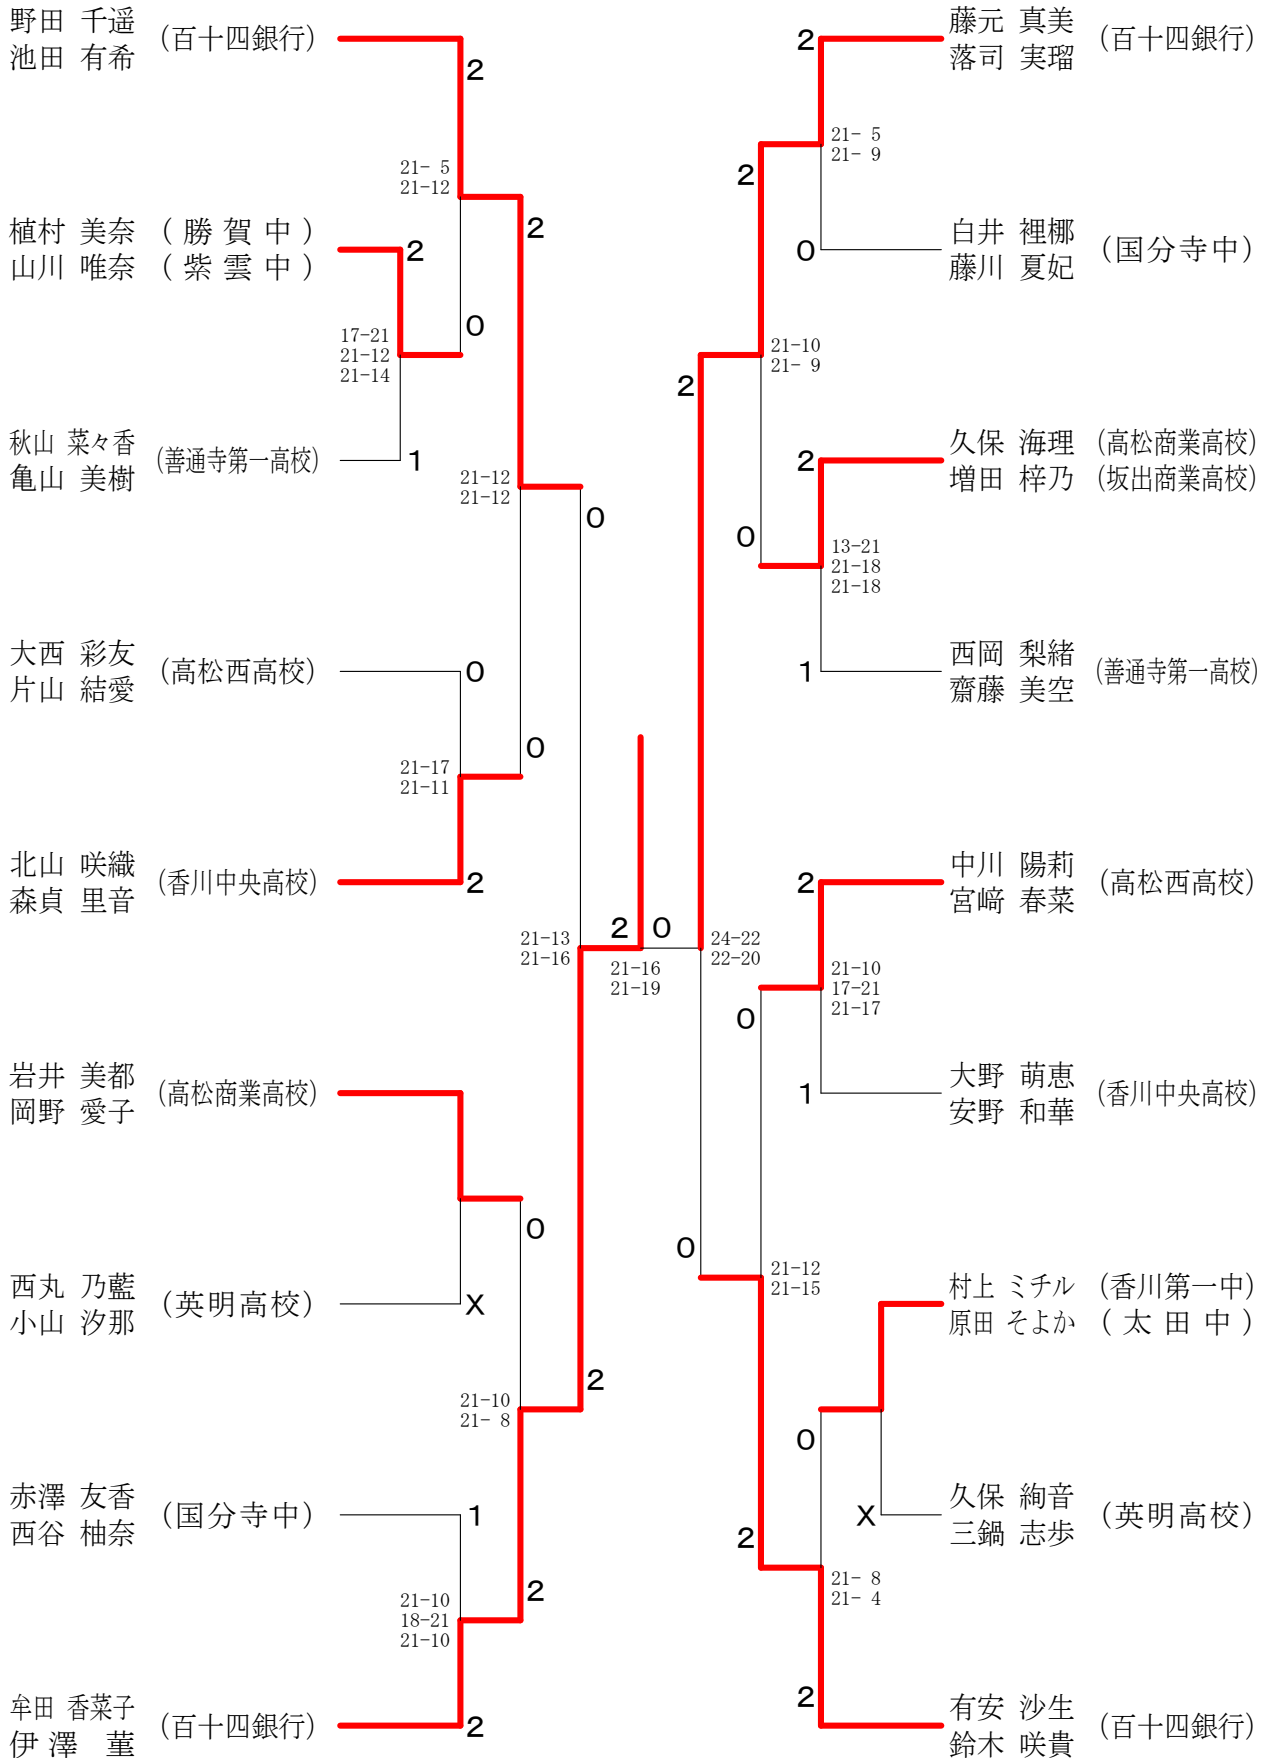 野田 千遥 (百十四銀行)
池田 有希
2
21- 5
21-12
2
植村 美奈 (勝賀中)
山川 唯奈 (紫雲中)
2
0
17-21
21-12
21-14
秋山 菜々香 (善通寺第一高校)
亀山 美樹
1
21-12
21-12
0
大西 彩友 (高松西高校)
片山 結愛
0
0
21-17
21-11
北山 咲織 (香川中央高校)
森貞 里音
2
21-13
21-16
2 0
21-16
21-19
岩井 美都 (高松商業高校)
岡野 愛子
0
西丸 乃藍 (英明高校)
小山 汐那
X
2
21-10
21- 8
赤澤 友香 (国分寺中)
西谷 柚奈
1
2
21-10
18-21
21-10
牟田 香菜子 (百十四銀行)
伊澤 菫
2
藤元 真美 (百十四銀行)
落司 実瑠
2
21- 5
21- 9
2
白井 裡梛 (国分寺中)
藤川 夏妃
0
21-10
21- 9
2
久保 海理 (高松商業高校)
増田 梓乃 (坂出商業高校)
2
0
13-21
21-18
21-18
西岡 梨緒 (善通寺第一高校)
齋藤 美空
1
中川 陽莉 (高松西高校)
宮﨑 春菜
2
24-22
22-20
21-10
17-21
21-17
0
大野 萌恵 (香川中央高校)
安野 和華
1
0
21-12
21-15
村上 ミチル (香川第一中)
原田 そよか (太田中)
0
久保 絢音 (英明高校)
三鍋 志歩
X
2
21- 8
21- 4
有安 沙生 (百十四銀行)
鈴木 咲貴
2